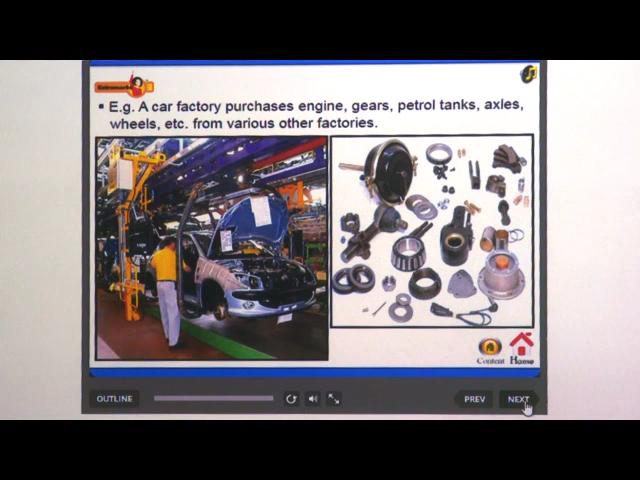 Extramarks
▪ E.g. A car factory purchases engine, gears, petrol tanks, axles,
wheels, etc. from various other factories.
Content
Home
OUTLINE
PREV
NEXT